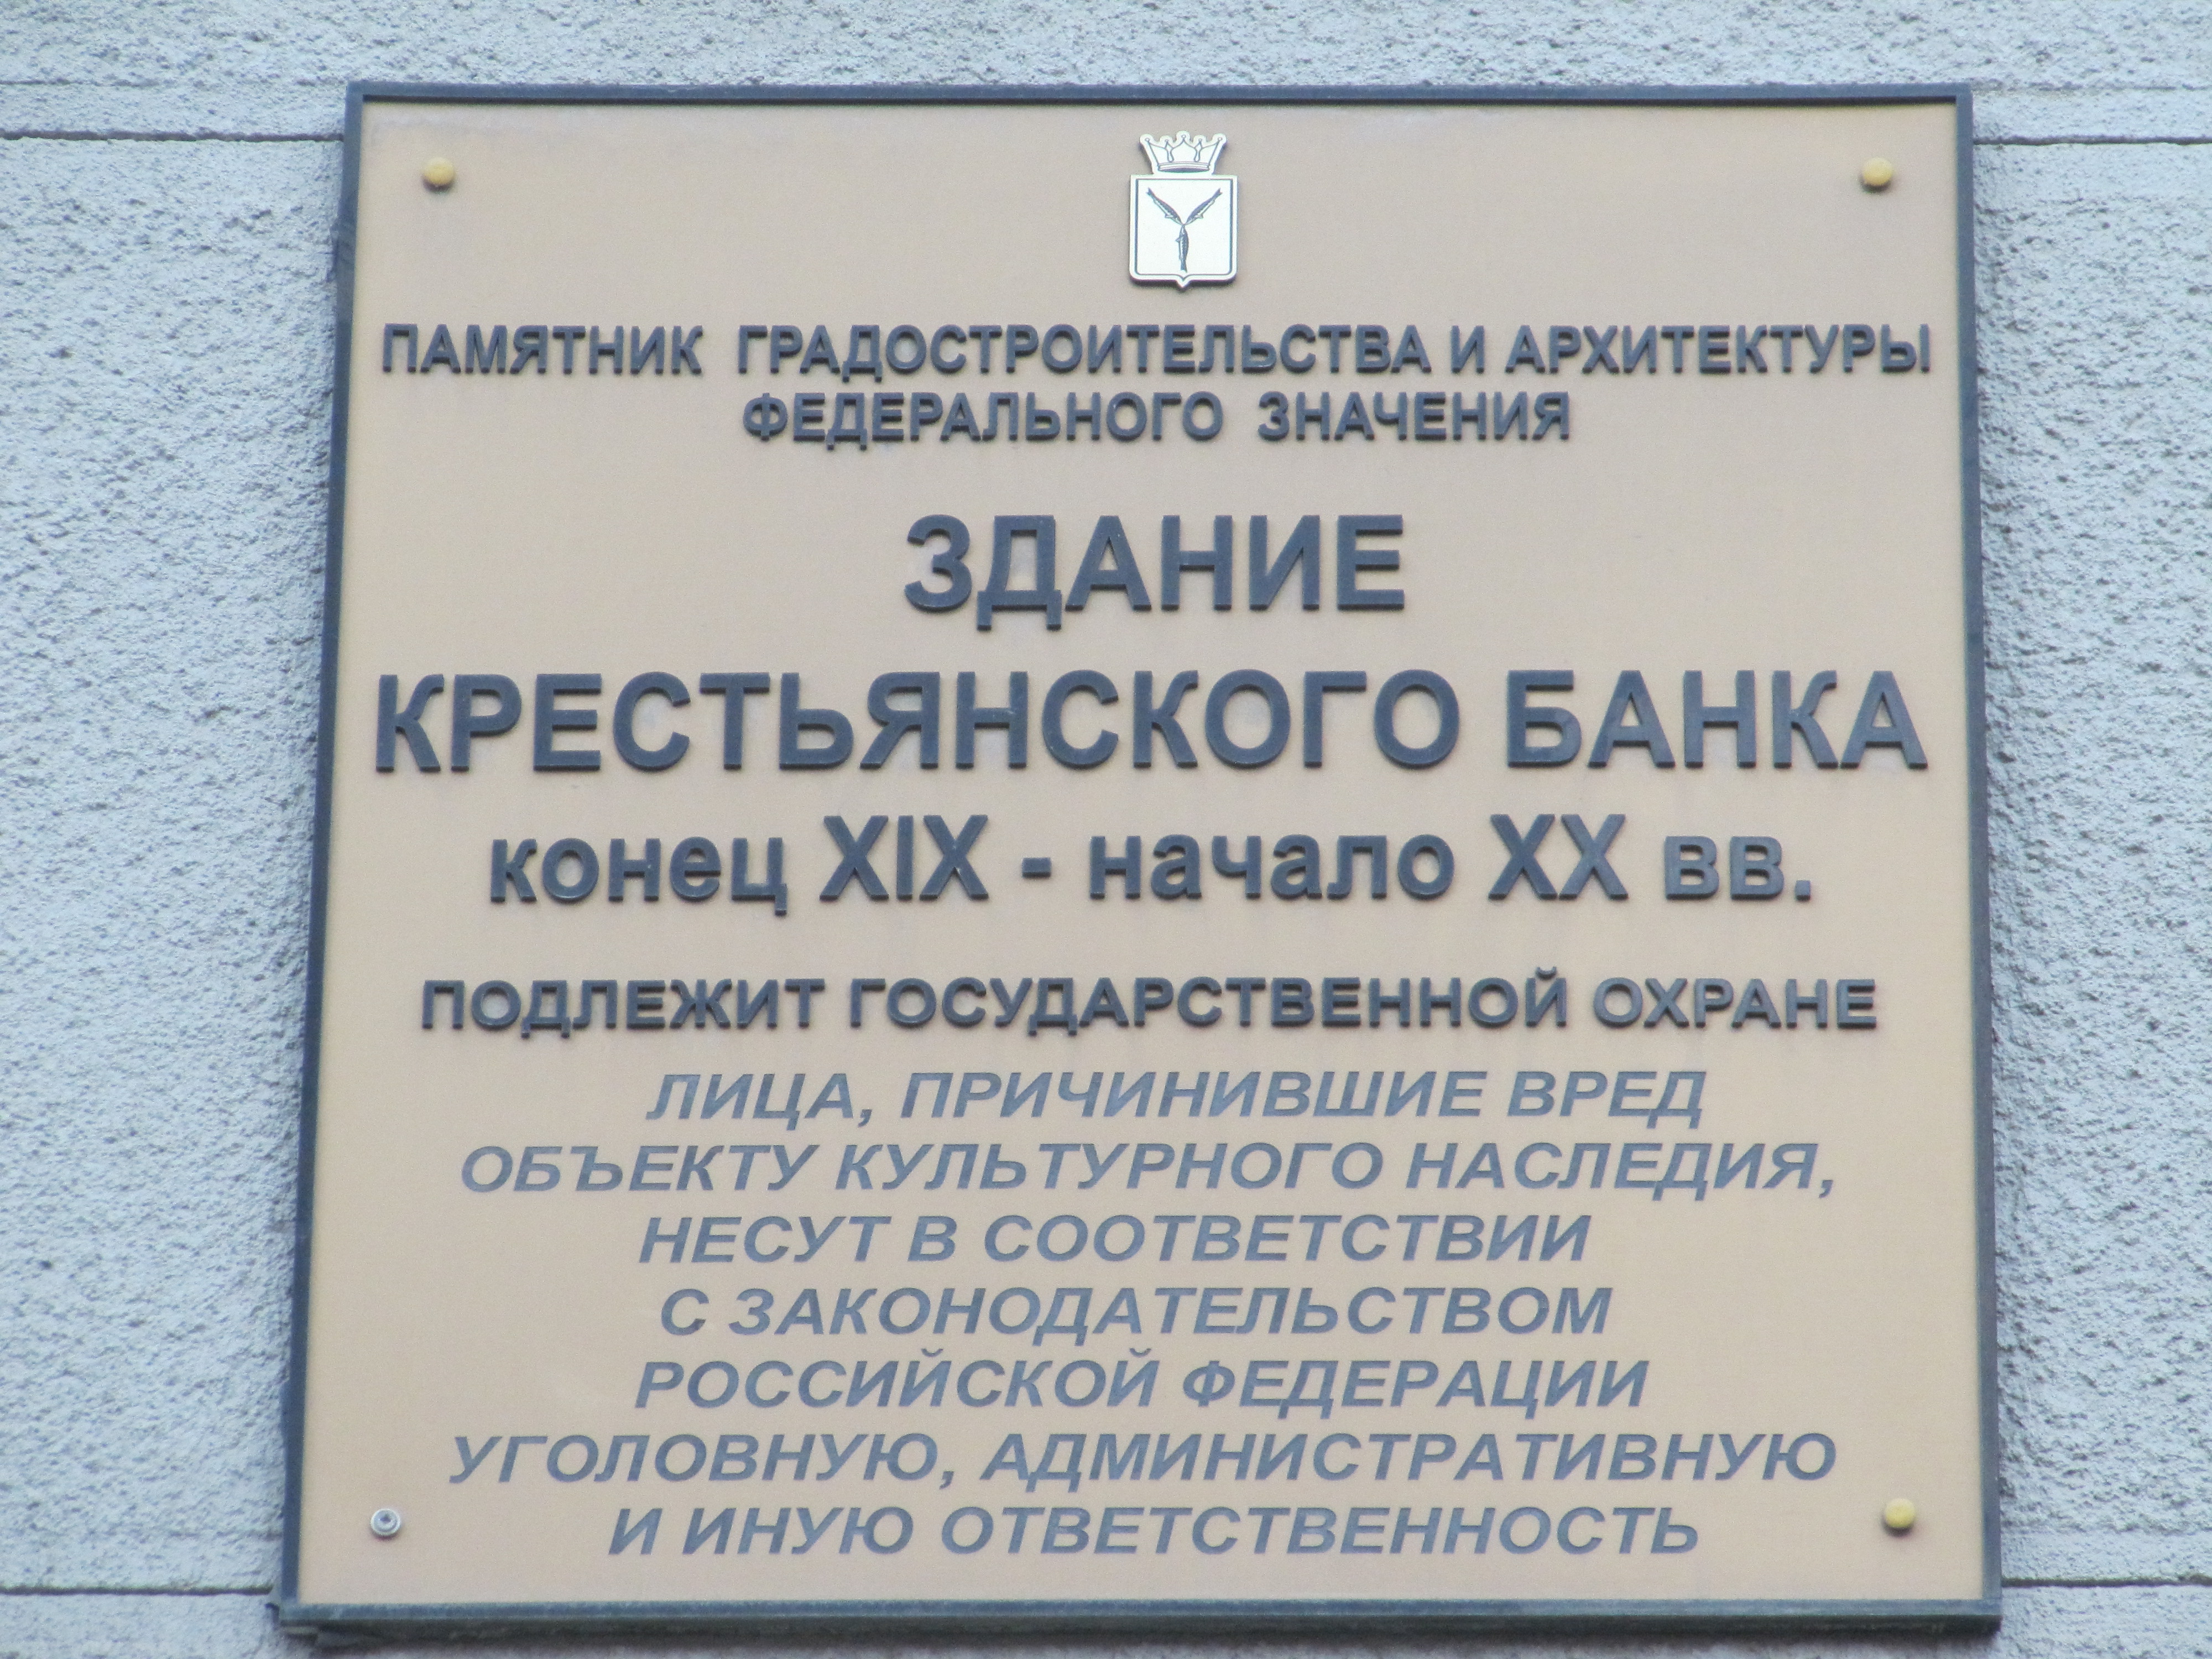 ПАМЯТНИК ГРАДОСТРОИТЕЛЬСТВА И АРХИТЕКТУРЫ
ФЕДЕРАЛЬНОГО ЗНАЧЕНИЯ
ЗДАНИЕ
КРЕСТЬЯНСКОГО БАНКА
конец XIX - начало XX вв.
ПОДЛЕЖИТ ГОСУДАРСТВЕННОЙ ОХРАНЕ
ЛИЦА, ПРИЧИНИВШИЕ ВРЕД
ОБЪЕКТУ КУЛЬТУРНОГО НАСЛЕДИЯ,
НЕСУТ В СООТВЕТСТВИИ
С ЗАКОНОДАТЕЛЬСТВОМ
РОССИЙСКОЙ ФЕДЕРАЦИИ
УГОЛОВНУЮ, АДМИНИСТРАТИВНУЮ
И ИНУЮ ОТВЕТСТВЕННОСТЬ